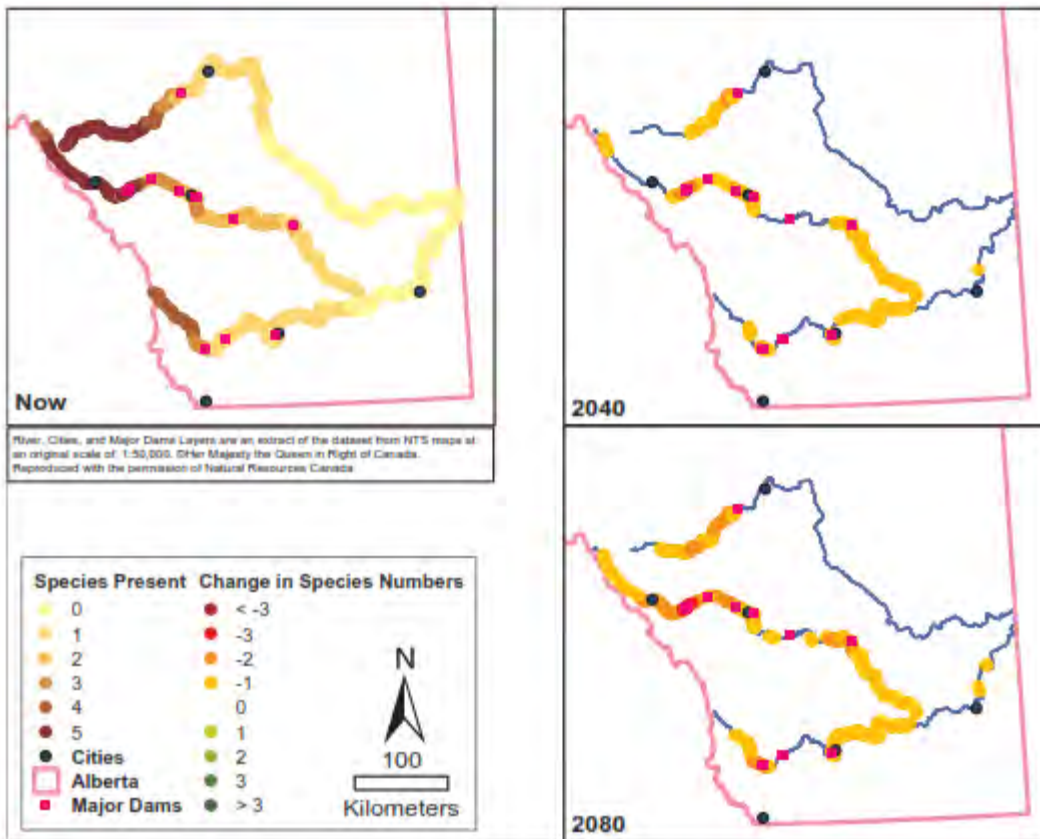 Now
2040
River, Cities, and Major Dams Layers are an extract of the dataset from NTS maps at
an original scale of 1:50,000. ©Her Majesty the Queen in Right of Canada.
Reproduced with the permission of Natural Resources Canada
Species Present Change in Species Numbers
0 < -3
1 -3
2 -2
3 -1
4 0
5 1
Cities 2
Alberta 3
Major Dams > 3
N
100
Kilometers
2080